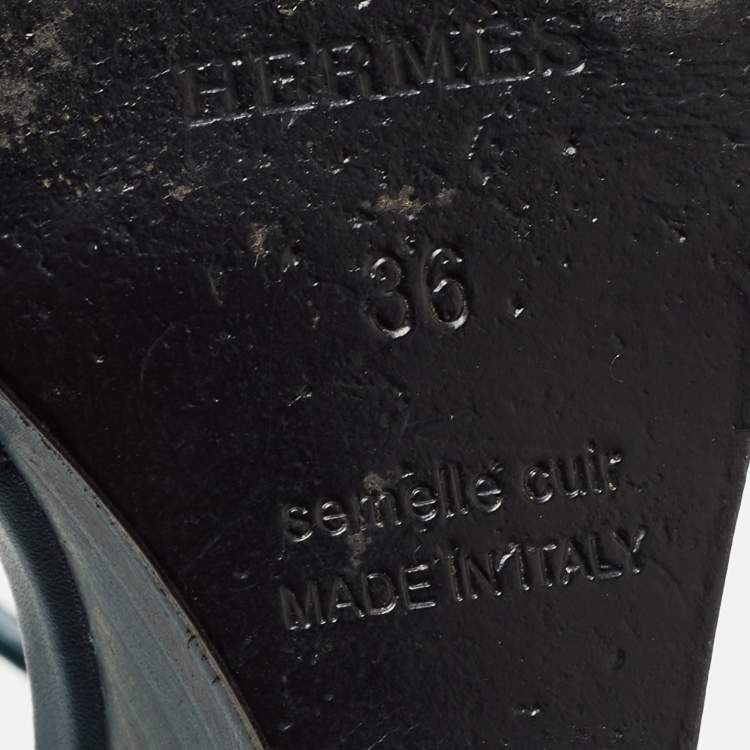 HERMES
36
semelle cuir
MADE IN ITALY